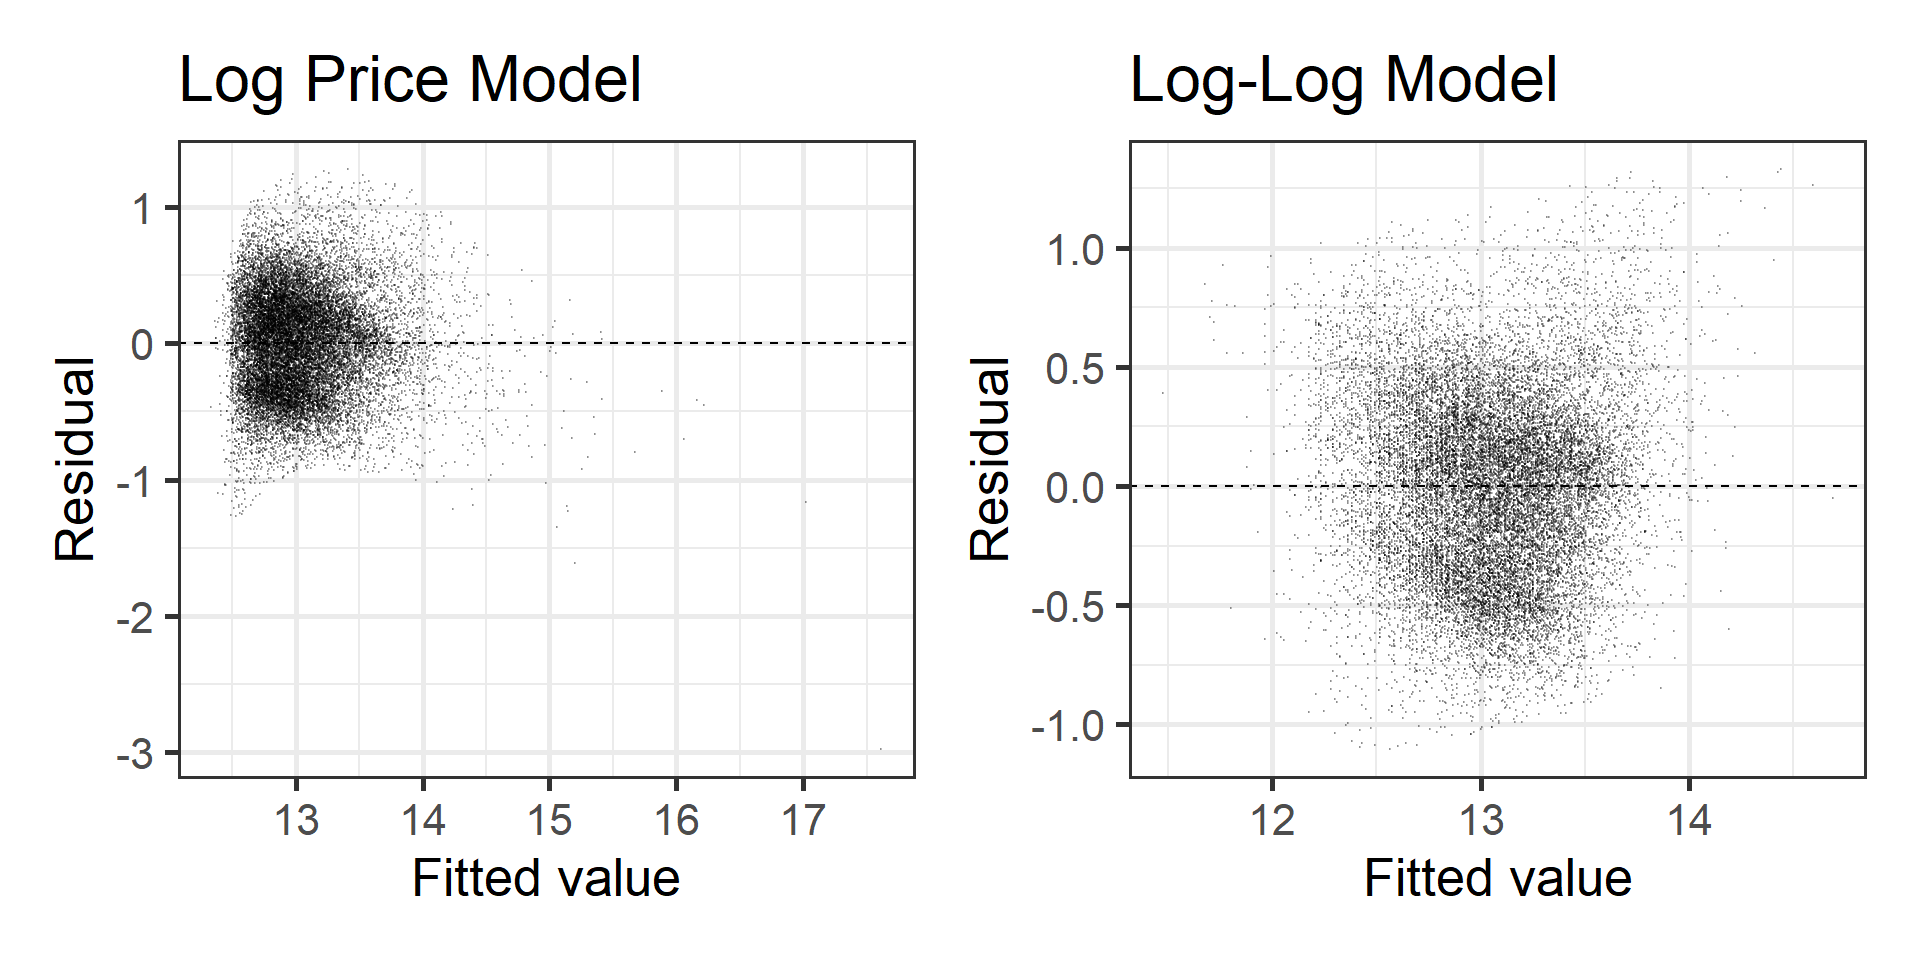 Log Price Model
1
0
-1
-2
-3
Residual
13 14 15 16 17
Fitted value
Log-Log Model
1.0
0.5
0.0
-0.5
-1.0
Residual
12 13 14
Fitted value